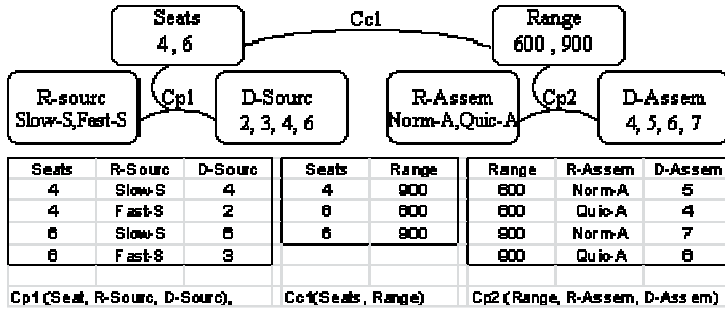 Seats
4, 6
Cc1
Range
600, 900
R-sourc
Slow-S,Fast-S
Cp1
D-Sourc
2, 3, 4, 6
R-Assem
Norm-A,Quic-A
Cp2
D-Assem
4, 5, 6, 7
Seats R-Sourc D-Sourc
4 Slow-S 4
4 Fast-S 2
6 Slow-S 6
6 Fast-S 3
Seats Range
4 900
6 600
6 900
Range R-Assem D-Assem
600 Norm-A 5
600 Quic-A 4
900 Norm-A 7
900 Quic-A 6
Cp1 (Seat, R-Sourc, D-Sourc),
Cc1(Seats, Range)
Cp2 (Range, R-Assem, D-Assem)